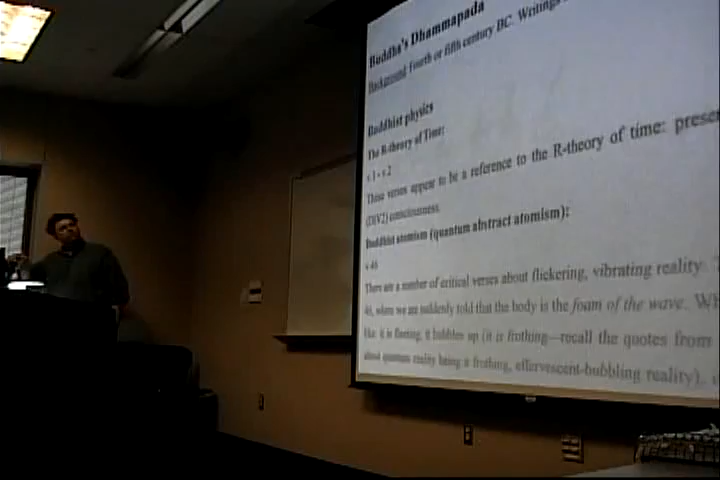 Buddha's Dhammapada
Background: Fourth or fifth century BC. Writings
Buddhist physics
The R-theory of Time:
v.1 - v.2
These verses appear to be a reference to the R-theory of time: prese
(DIV2) consciousness.
Buddhist atomism (quantum abstract atomism):
v.46
There are a number of critical verses about flickering, vibrating reality.
46, where we are suddenly told that the body is the foam of the wave. W
like: it is foaming, it bubbles up (it is frothing—recall the quotes from
about quantum reality being a frothing, effervescent-bubbling reality),